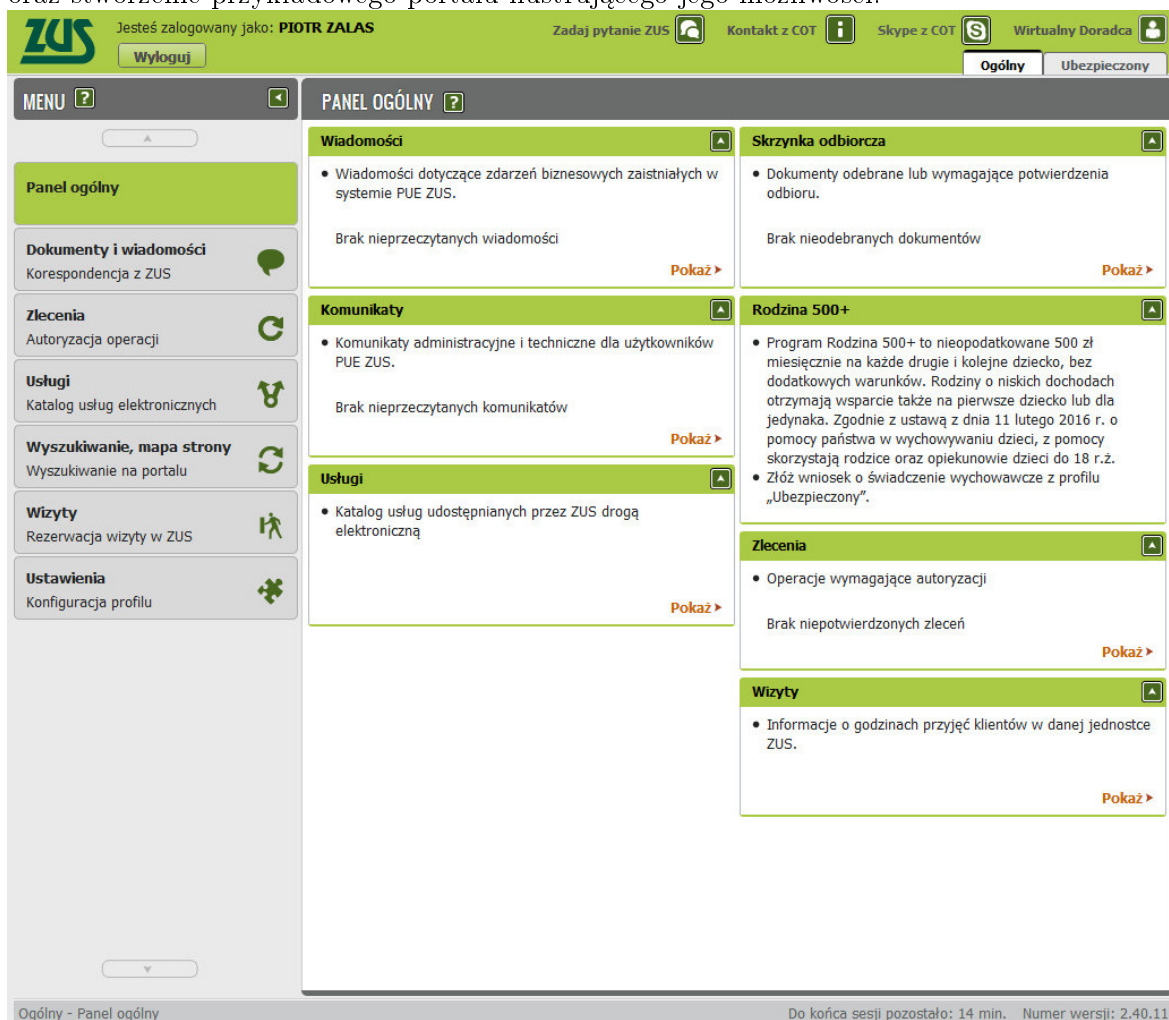 oraz stworzenie przykładowego portalu ilustrującego jego możliwości.
ZUS
Jesteś zalogowany jako: PIOTR ZALAS
Wyloguj
Zadaj pytanie ZUS
Kontakt z COT
Skype z COT
Wirtualny Doradca
Ogólny
Ubezpieczony
MENU ?
PANEL OGÓLNY ?
Panel ogólny
Dokumenty i wiadomości
Korespondencja z ZUS
Zlecenia
Autoryzacja operacji
Usługi
Katalog usług elektronicznych
Wyszukiwanie, mapa strony
Wyszukiwanie na portalu
Wizyty
Rezerwacja wizyty w ZUS
Ustawienia
Konfiguracja profilu
Wiadomości
• Wiadomości dotyczące zdarzeń biznesowych zaistniałych w
systemie PUE ZUS.
Brak nieprzeczytanych wiadomości
Pokaż
Komunikaty
• Komunikaty administracyjne i techniczne dla użytkowników
PUE ZUS.
Brak nieprzeczytanych komunikatów
Pokaż
Usługi
• Katalog usług udostępnianych przez ZUS drogą
elektroniczną
Pokaż
Skrzynka odbiorcza
• Dokumenty odebrane lub wymagające potwierdzenia
odbioru.
Brak nieodebranych dokumentów
Pokaż
Rodzina 500+
• Program Rodzina 500+ to nieopodatkowane 500 zł
miesięcznie na każde drugie i kolejne dziecko, bez
dodatkowych warunków. Rodziny o niskich dochodach
otrzymają wsparcie także na pierwsze dziecko lub dla
jedynaka. Zgodnie z ustawą z dnia 11 lutego 2016 r. o
pomocy państwa w wychowywaniu dzieci, z pomocy
skorzystają rodzice oraz opiekunowie dzieci do 18 r.ż.
• Złóż wniosek o świadczenie wychowawcze z profilu
„Ubezpieczony”.
Zlecenia
• Operacje wymagające autoryzacji
Brak niepotwierdzonych zleceń
Pokaż
Wizyty
• Informacje o godzinach przyjęć klientów w danej jednostce
ZUS.
Pokaż
Ogólny - Panel ogólny
Do końca sesji pozostało: 14 min.
Numer wersji: 2.40.11